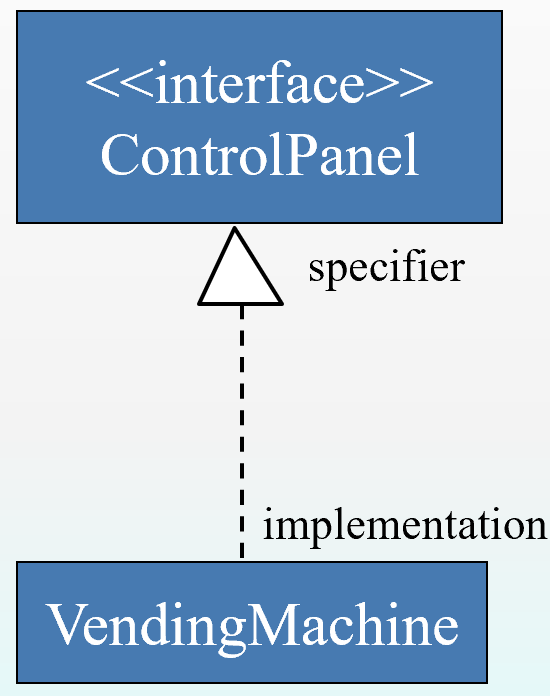 <<interface>>
ControlPanel
specifier
implementation
VendingMachine